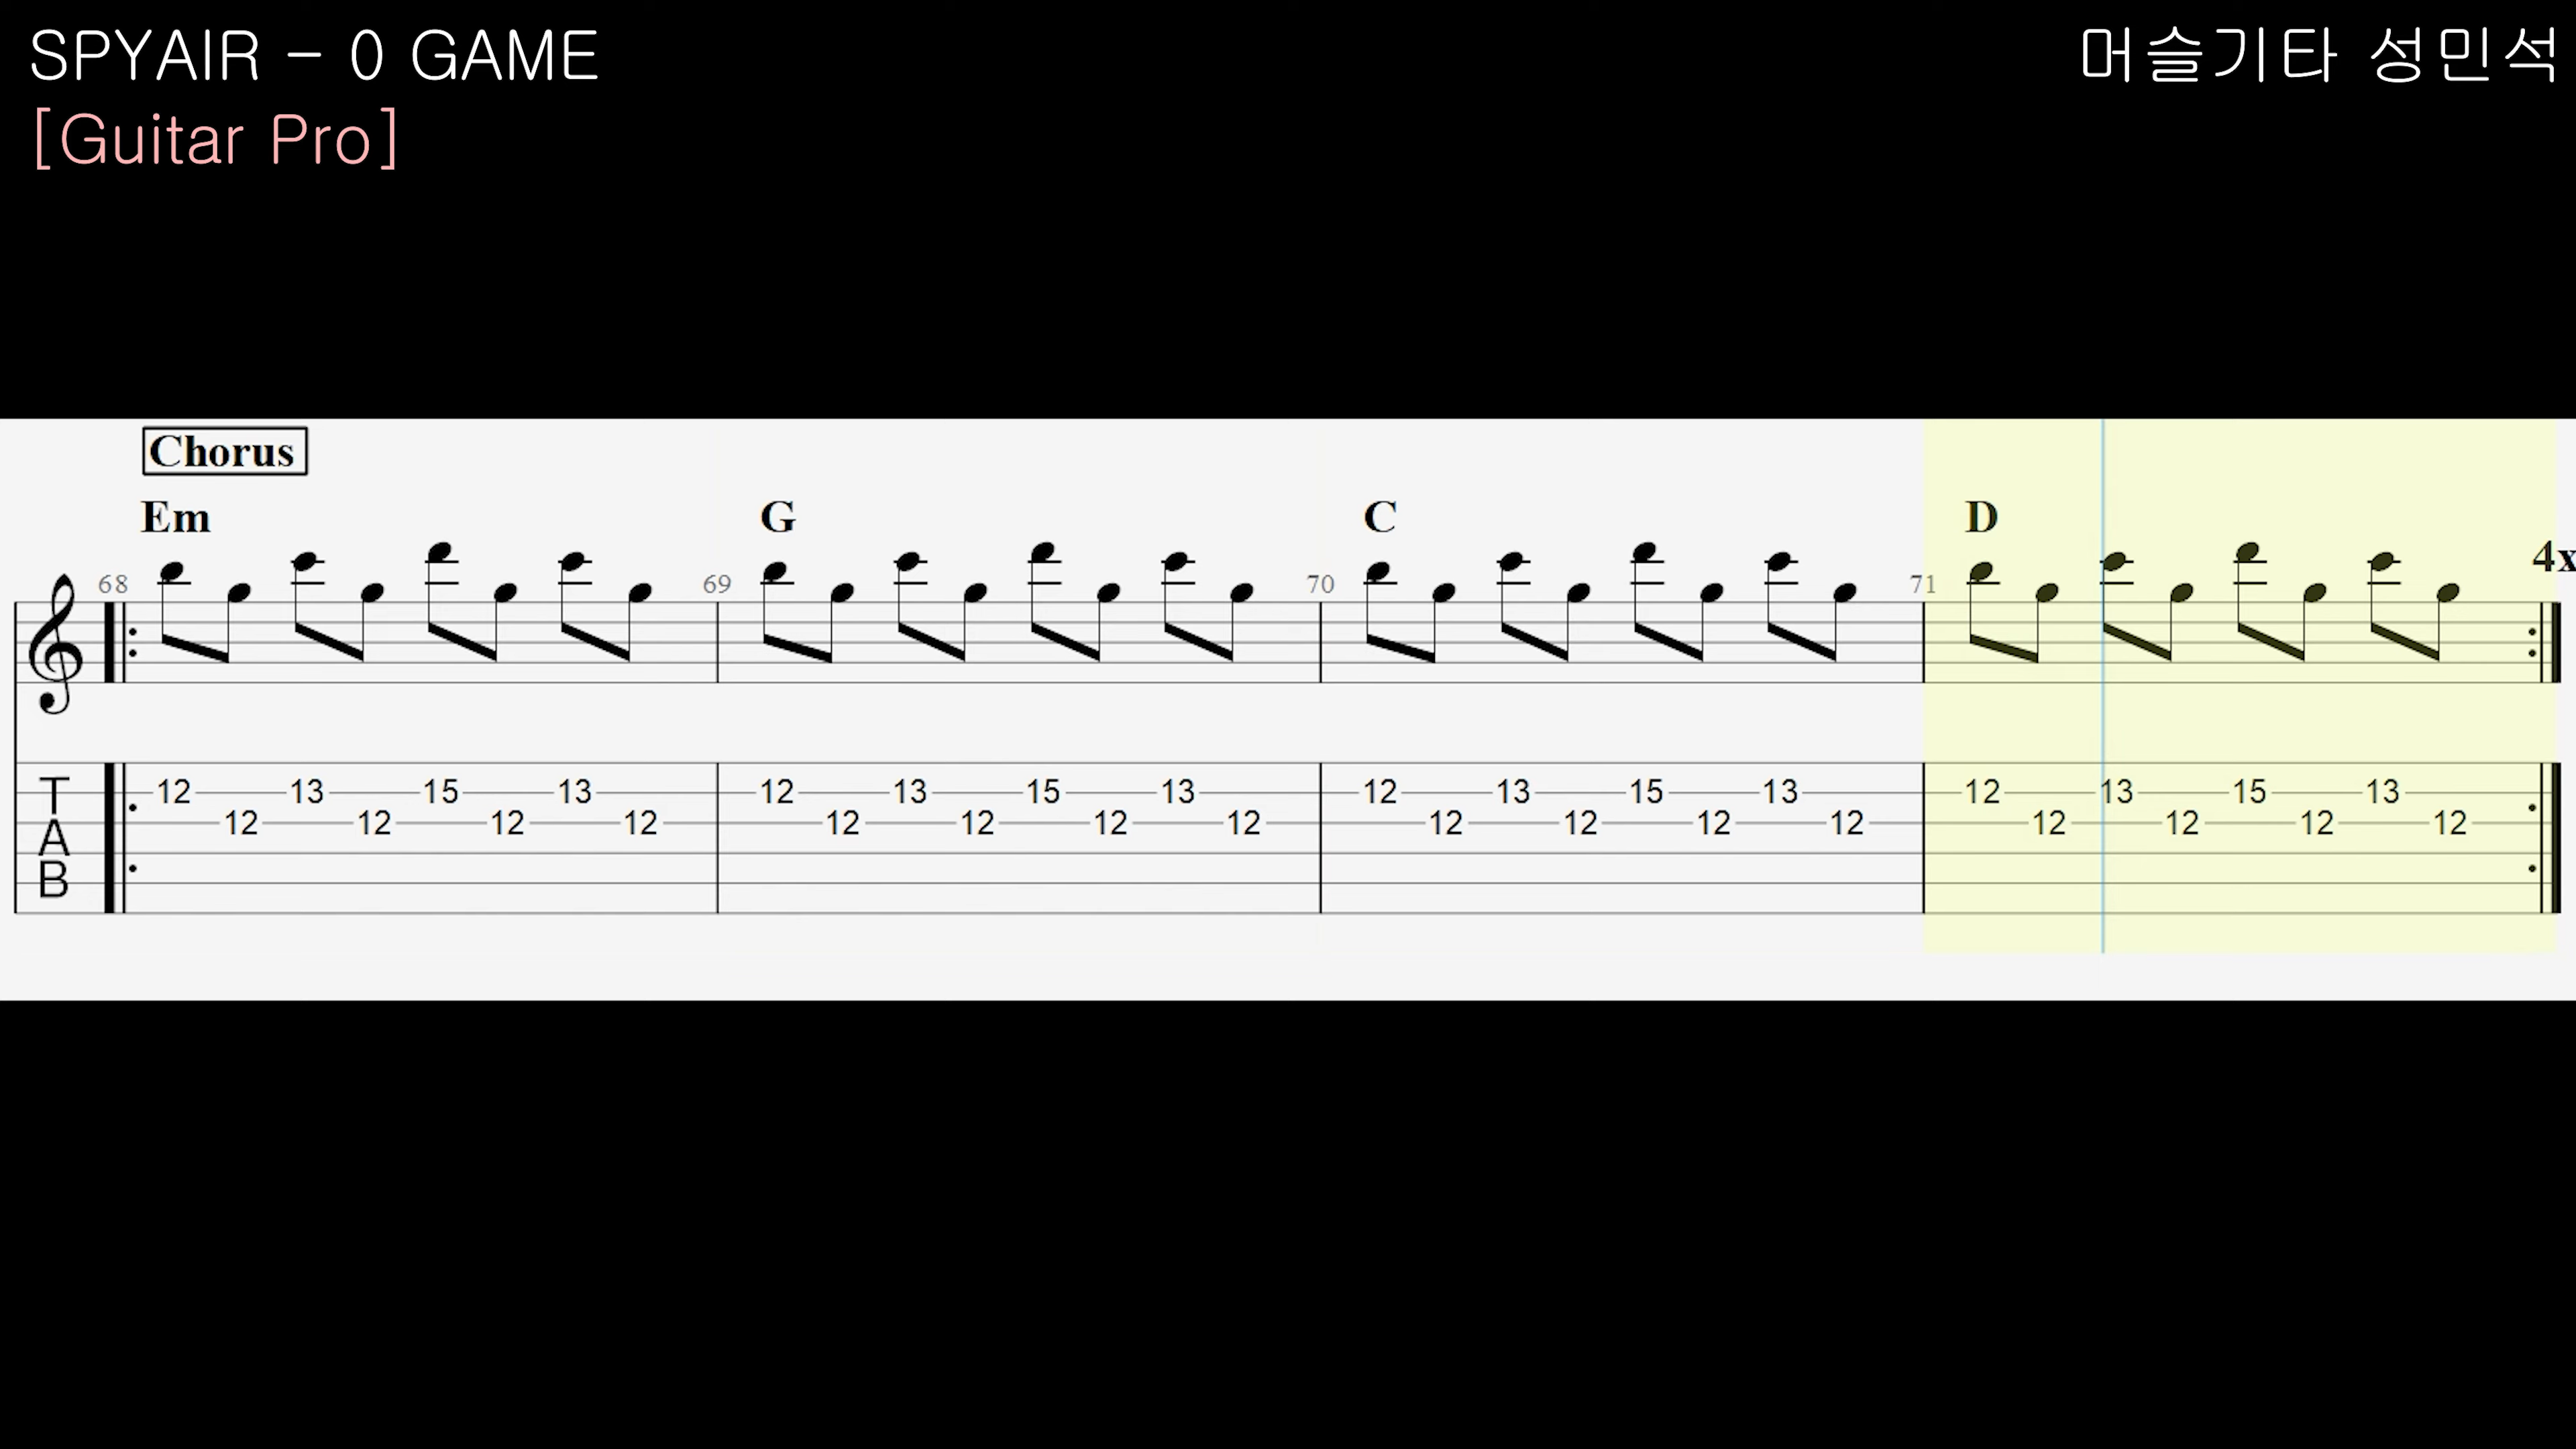 SPYAIR - 0 GAME
머슬기타 성민석
[Guitar Pro]
Chorus
Em G C D
68 69 70 71 4x
T 12 13 15 13 12 13 15 13 12 13 15 13 12 13 15 13
A 12 12 12 12 12 12 12 12 12 12 12 12 12 12 12 12
B